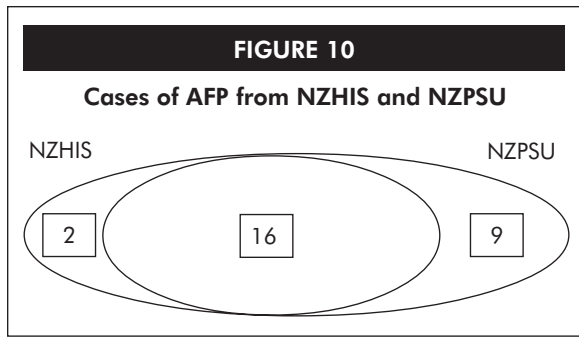 FIGURE 10
Cases of AFP from NZHIS and NZPSU
NZHIS NZPSU
2 16 9